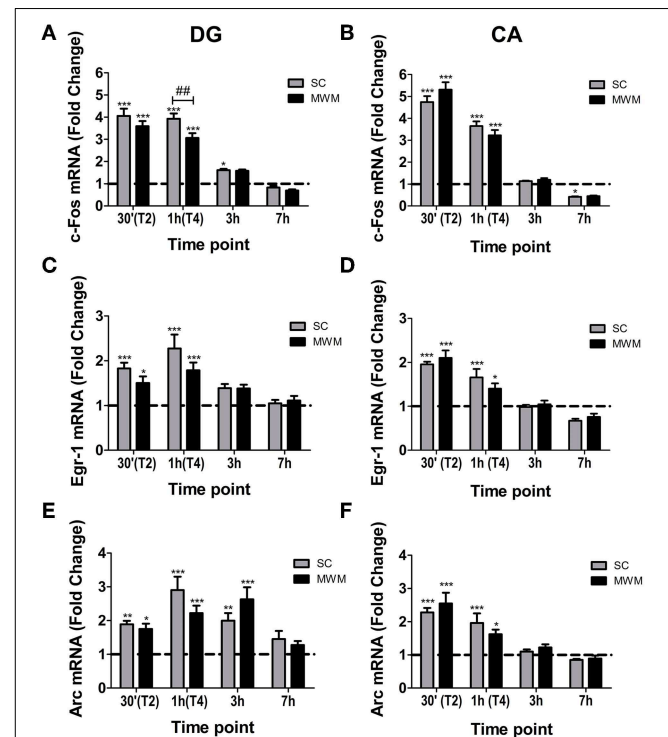 DG
CA
A
c-Fos mRNA (Fold Change)
6
5
4
3
2
1
0
***
***
***
##
***
*
SC
MWM
30'(T2) 1h(T4) 3h 7h
Time point
B
c-Fos mRNA (Fold Change)
6
5
4
3
2
1
0
***
***
***
***
*
SC
MWM
30'(T2) 1h (T4) 3h 7h
Time point
C
Egr-1 mRNA (Fold Change)
3
2
1
0
***
*
***
***
SC
MWM
30'(T2) 1h(T4) 3h 7h
Time point
D
Egr-1 mRNA (Fold Change)
3
2
1
0
***
***
***
*
SC
MWM
30'(T2) 1h (T4) 3h 7h
Time point
E
Arc mRNA (Fold Change)
4
3
2
1
0
**
*
***
***
**
***
SC
MWM
30'(T2) 1h(T4) 3h 7h
Time point
F
Arc mRNA (Fold Change)
4
3
2
1
0
***
***
***
*
SC
MWM
30'(T2) 1h (T4) 3h 7h
Time point